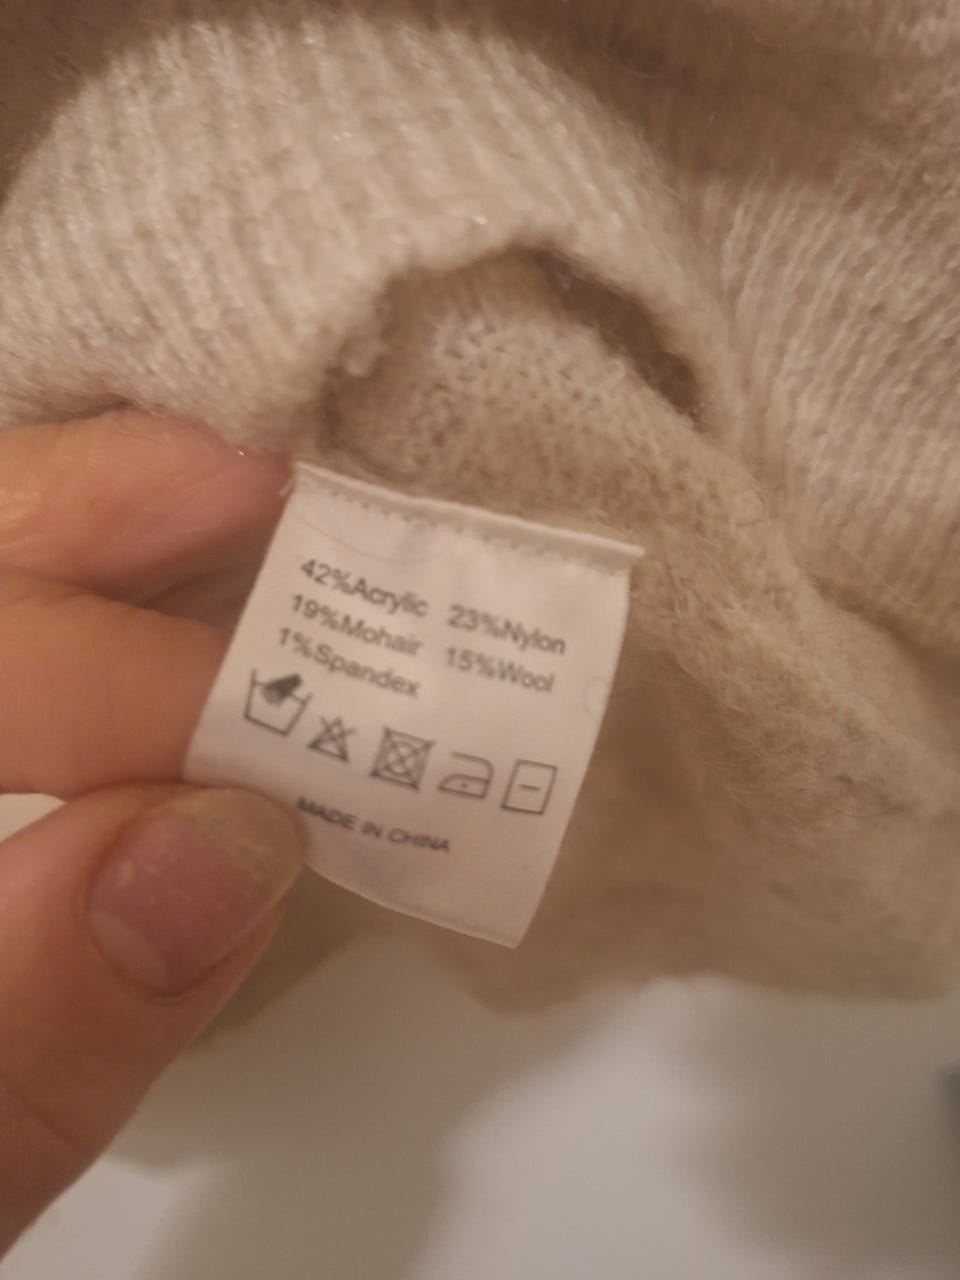 42%Acrylic 23%Nylon
19%Mohair 15%Wool
1%Spandex
MADE IN CHINA